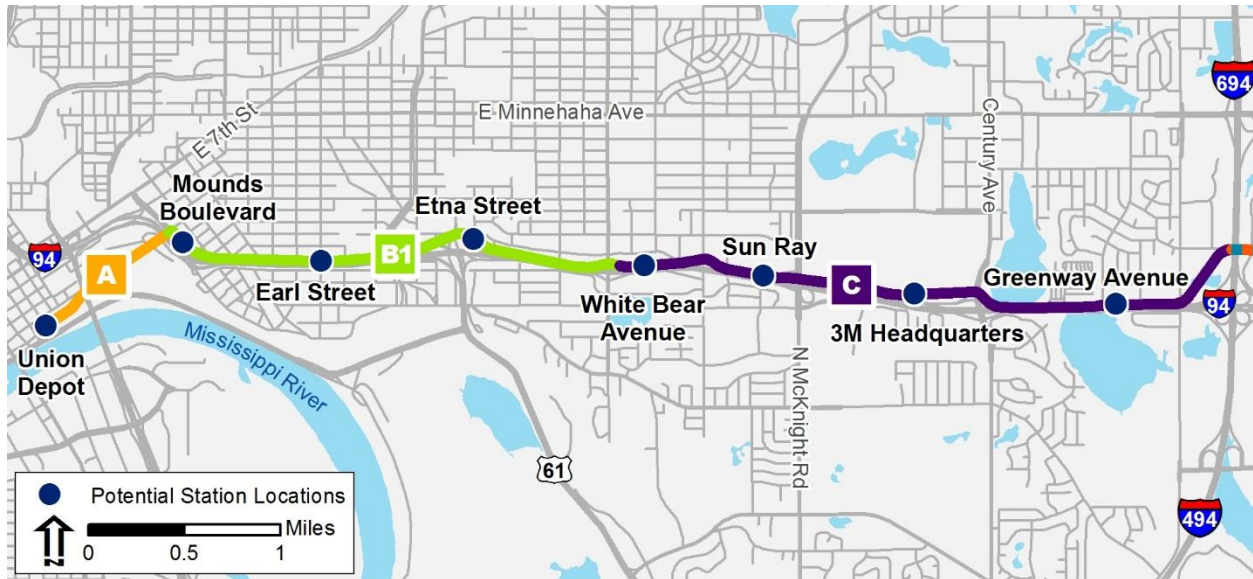 694
E Minnehaha Ave
E 7th St
Century Ave
Mounds
Boulevard
Etna Street
94
A
B1
Sun Ray
Earl Street
C
Greenway Avenue
White Bear
Avenue
94
3M Headquarters
Union
Depot
Mississippi River
N McKnight Rd
61
494
Potential Station Locations
N
Miles
0
0.5
1